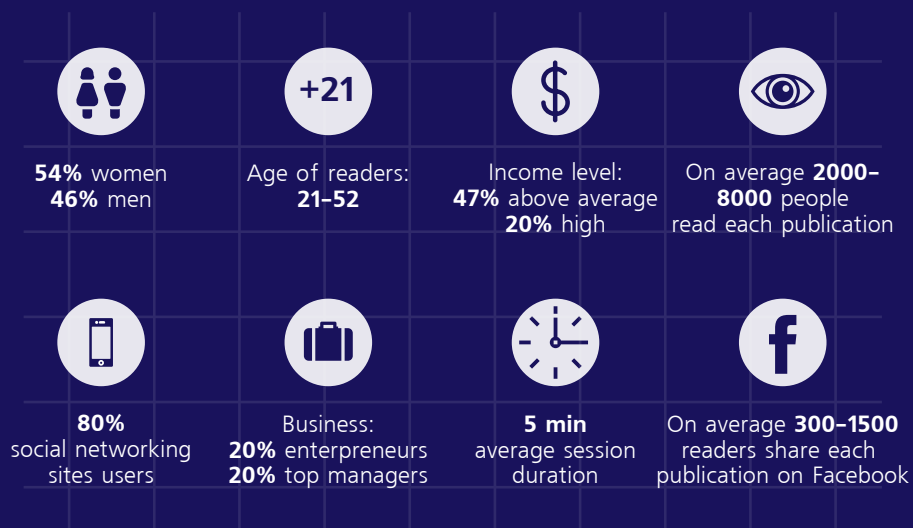 54% women
46% men
+21
Age of readers:
21–52
Income level:
47% above average
20% high
On average 2000–
8000 people
read each publication
80%
social networking
sites users
Business:
20% enterpreneurs
20% top managers
5 min
average session
duration
f
On average 300–1500
readers share each
publication on Facebook